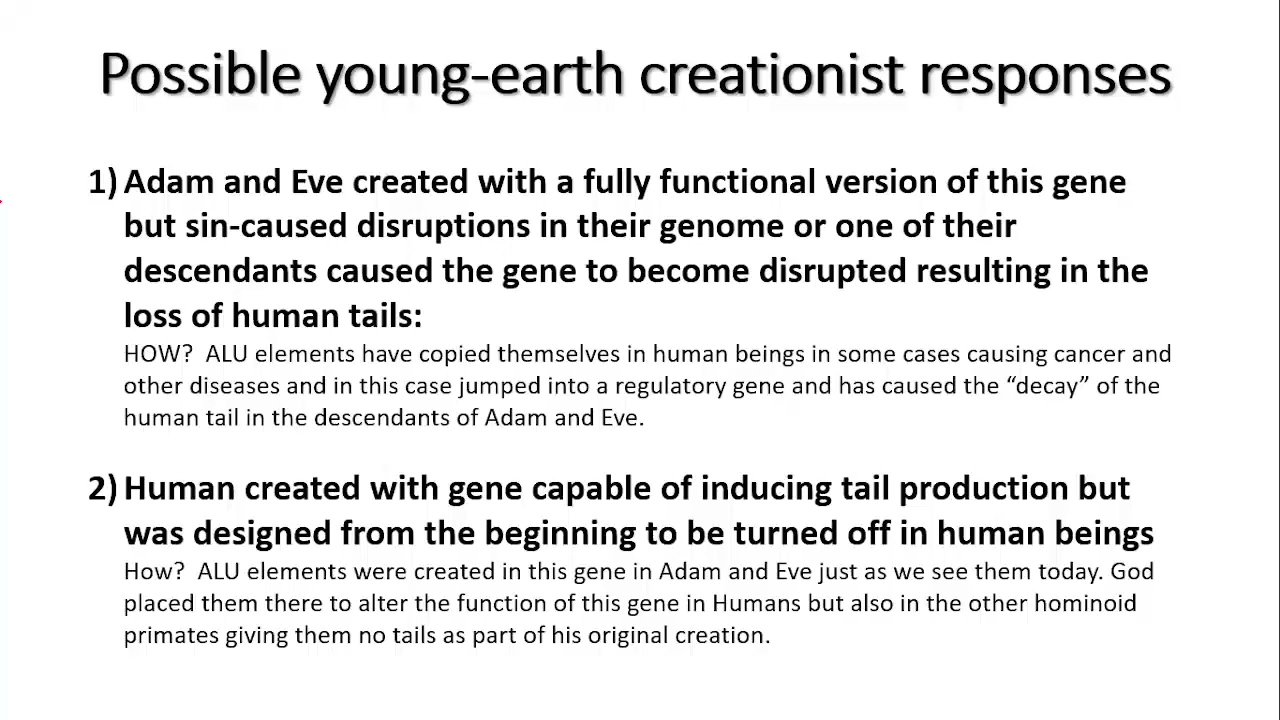 Possible young-earth creationist responses
1) Adam and Eve created with a fully functional version of this gene
but sin-caused disruptions in their genome or one of their
descendants caused the gene to become disrupted resulting in the
loss of human tails:
HOW?  ALU elements have copied themselves in human beings in some cases causing cancer and
other diseases and in this case jumped into a regulatory gene and has caused the “decay” of the
human tail in the descendants of Adam and Eve.
2) Human created with gene capable of inducing tail production but
was designed from the beginning to be turned off in human beings
How?  ALU elements were created in this gene in Adam and Eve just as we see them today. God
placed them there to alter the function of this gene in Humans but also in the other hominoid
primates giving them no tails as part of his original creation.